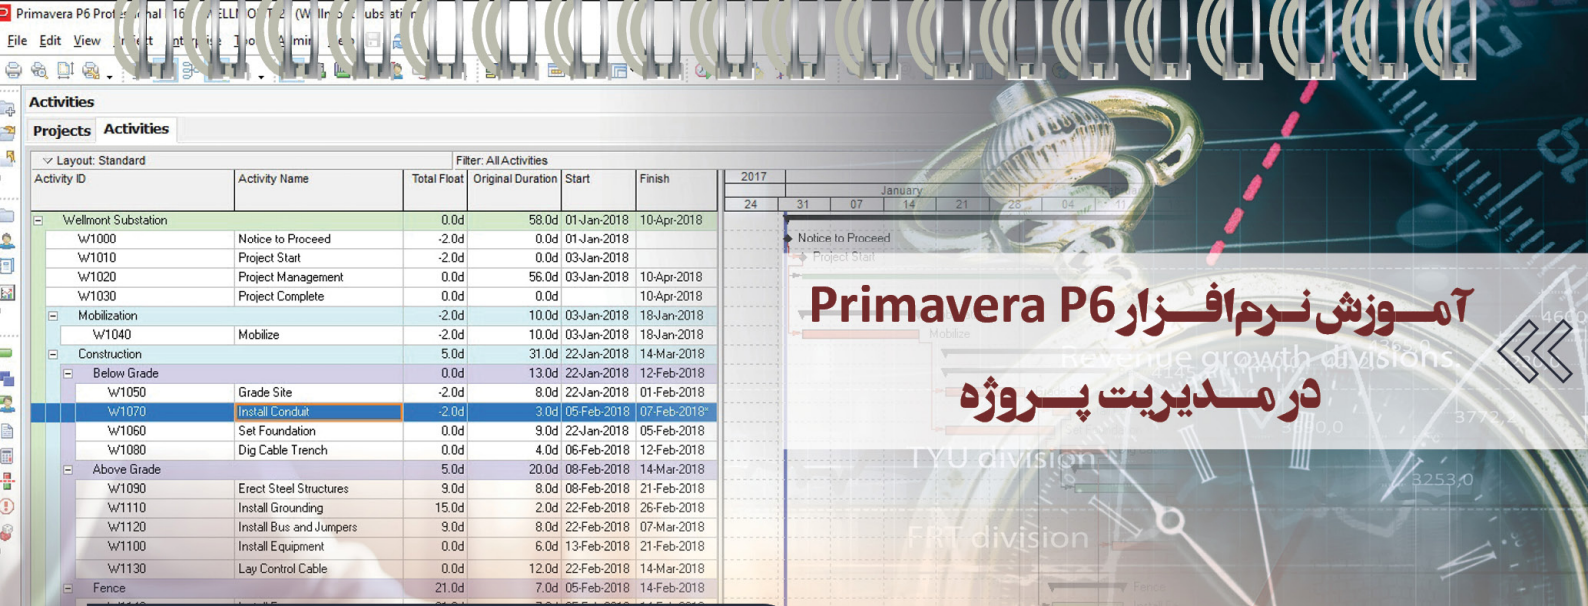 Primavera P6
File Edit View
Activities
Projects Activities
Layout: Standard Filter: All Activities
Activity ID Activity Name Total Float Original Duration Start Finish
2017
January
24 31 07 14 21 28 04 11
Wellmont Substation 0.0d 58.0d 01-Jan-2018 10-Apr-2018
W1000 Notice to Proceed -2.0d 0.0d 01-Jan-2018
W1010 Project Start -2.0d 0.0d 03-Jan-2018
W1020 Project Management 0.0d 56.0d 03-Jan-2018 10-Apr-2018
W1030 Project Complete 0.0d 0.0d 10-Apr-2018
Mobilization -2.0d 10.0d 03-Jan-2018 18-Jan-2018
W1040 Mobilize -2.0d 10.0d 03-Jan-2018 18-Jan-2018
Construction 5.0d 31.0d 22-Jan-2018 14-Mar-2018
Below Grade 0.0d 13.0d 22-Jan-2018 12-Feb-2018
W1050 Grade Site -2.0d 8.0d 22-Jan-2018 01-Feb-2018
W1070 Install Conduit -2.0d 3.0d 05-Feb-2018 07-Feb-2018*
W1060 Set Foundation 0.0d 9.0d 22-Jan-2018 05-Feb-2018
W1080 Dig Cable Trench 0.0d 4.0d 06-Feb-2018 12-Feb-2018
Above Grade 5.0d 20.0d 08-Feb-2018 14-Mar-2018
W1090 Erect Steel Structures 9.0d 8.0d 08-Feb-2018 21-Feb-2018
W1110 Install Grounding 15.0d 2.0d 22-Feb-2018 26-Feb-2018
W1120 Install Bus and Jumpers 9.0d 8.0d 22-Feb-2018 07-Mar-2018
W1100 Install Equipment 0.0d 6.0d 13-Feb-2018 21-Feb-2018
W1130 Lay Control Cable 0.0d 12.0d 22-Feb-2018 14-Mar-2018
Fence 21.0d 7.0d 05-Feb-2018 14-Feb-2018
Notice to Proceed
Project Start
آموزش نرم‌افزار Primavera P6
Mobilize
Revenue growth divisions
در مدیریت پروژه
TYU division
3253,0
FRT division
Fence